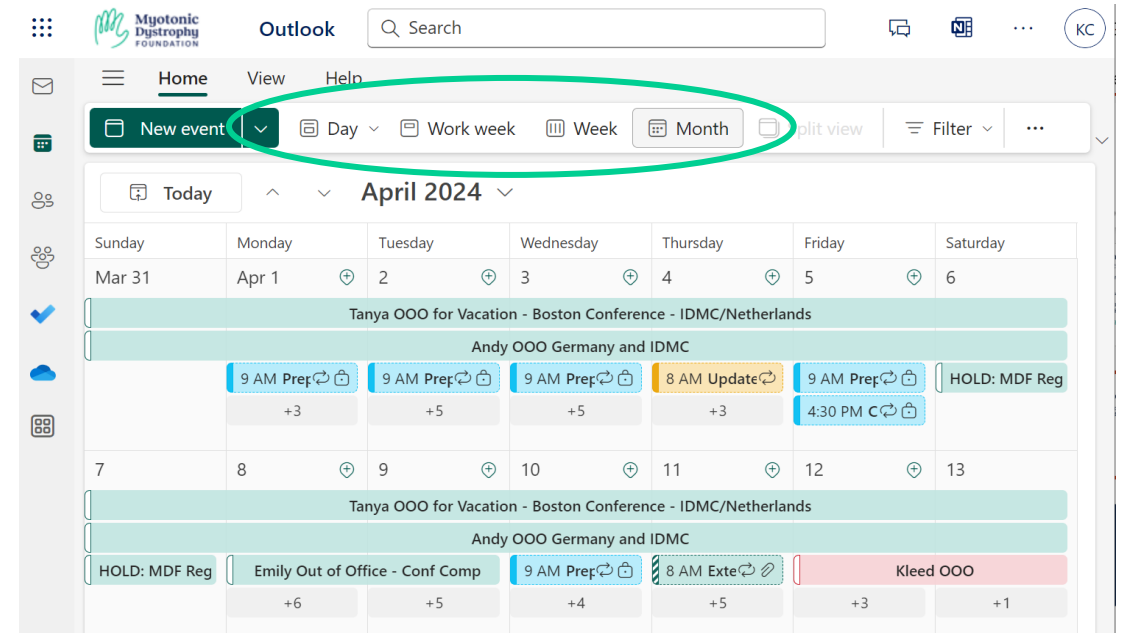 Myotonic
Dystrophy
FOUNDATION
Outlook
Search
KC
Home View Help
New event Day Work week Week Month split view Filter
Today April 2024
Sunday Monday Tuesday Wednesday Thursday Friday Saturday
Mar 31 Apr 1 2 3 4 5 6
Tanya OOO for Vacation - Boston Conference - IDMC/Netherlands
Andy OOO Germany and IDMC
9 AM Prep 9 AM Prep 9 AM Prep 8 AM Update 9 AM Prep HOLD: MDF Reg
+3 +5 +5 +3 4:30 PM C
7 8 9 10 11 12 13
Tanya OOO for Vacation - Boston Conference - IDMC/Netherlands
Andy OOO Germany and IDMC
HOLD: MDF Reg Emily Out of Office - Conf Comp 9 AM Prep 8 AM Exte Kleed OOO
+6 +5 +4 +5 +3 +1